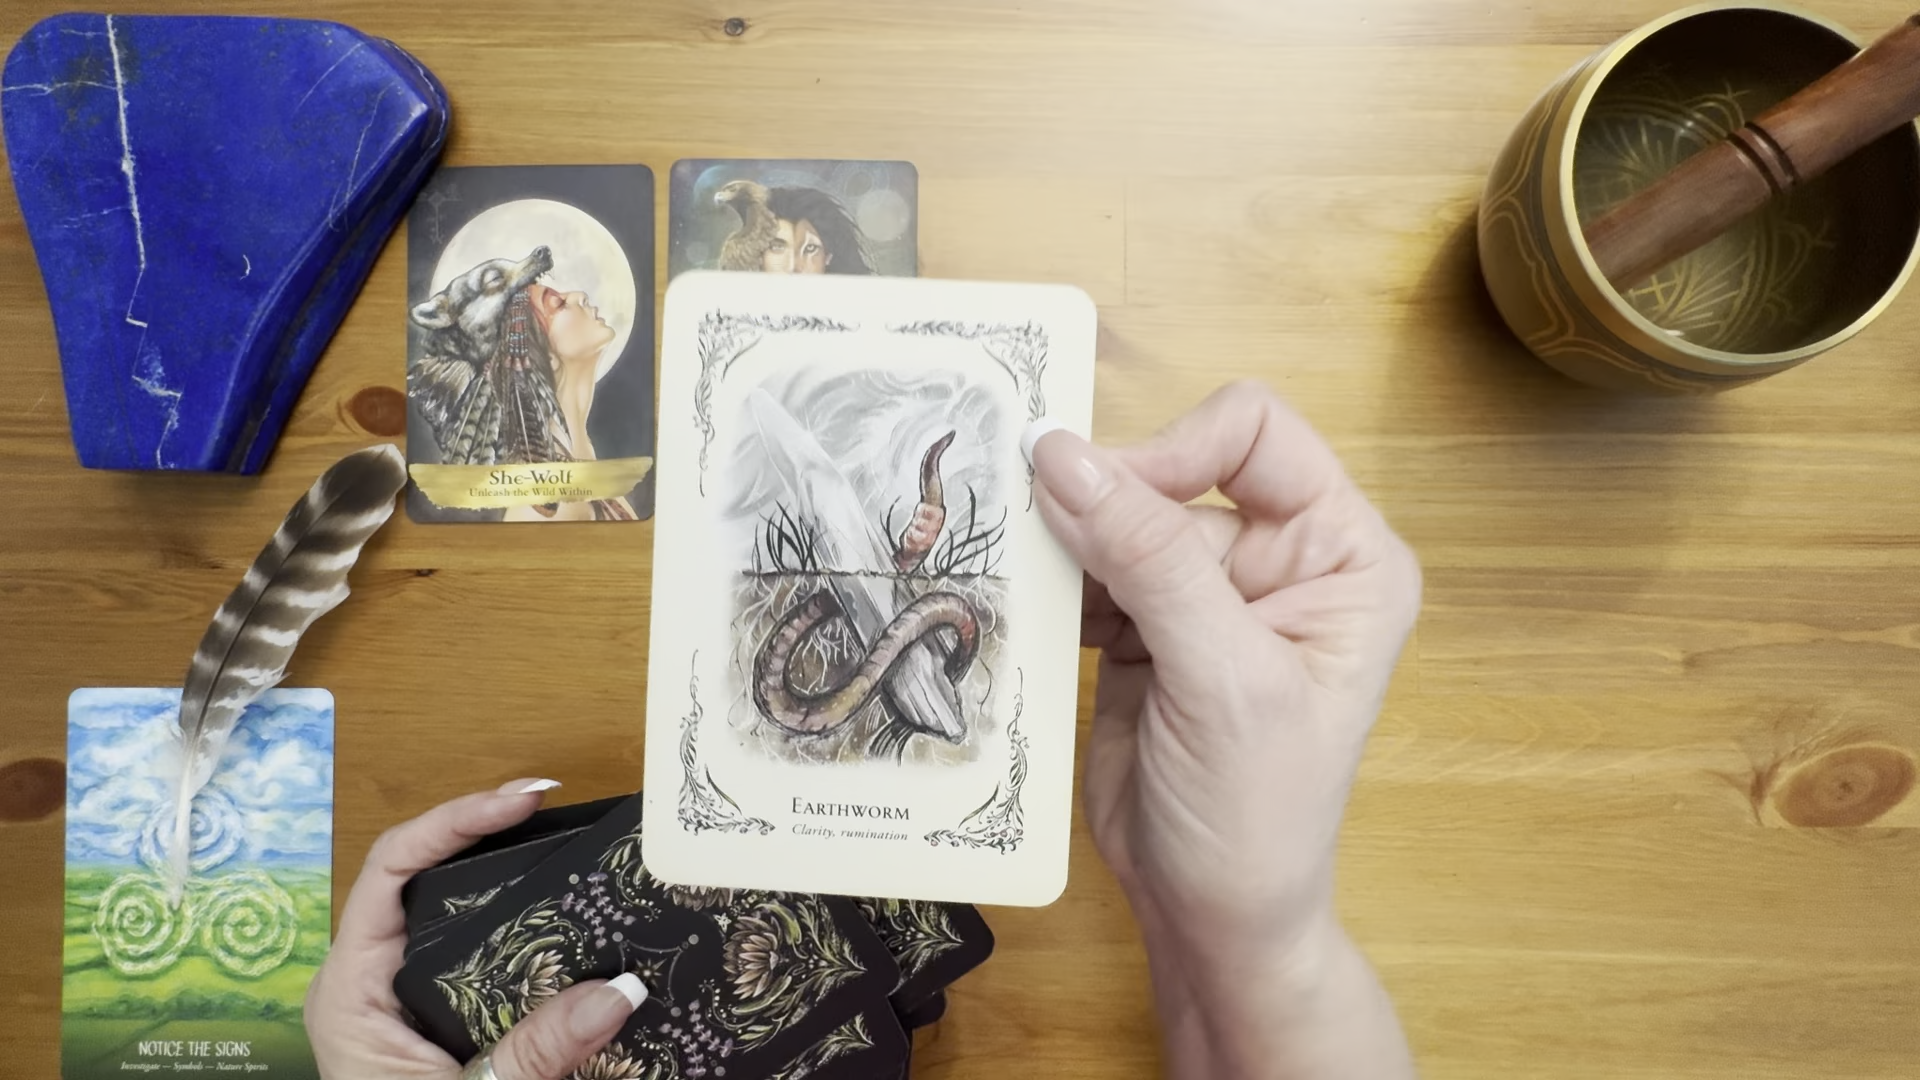 She-Wolf
Unleash the Wild Within
EARTHWORM
Clarity, rumination
NOTICE THE SIGNS
Investigate — Symbols — Nature Spirits